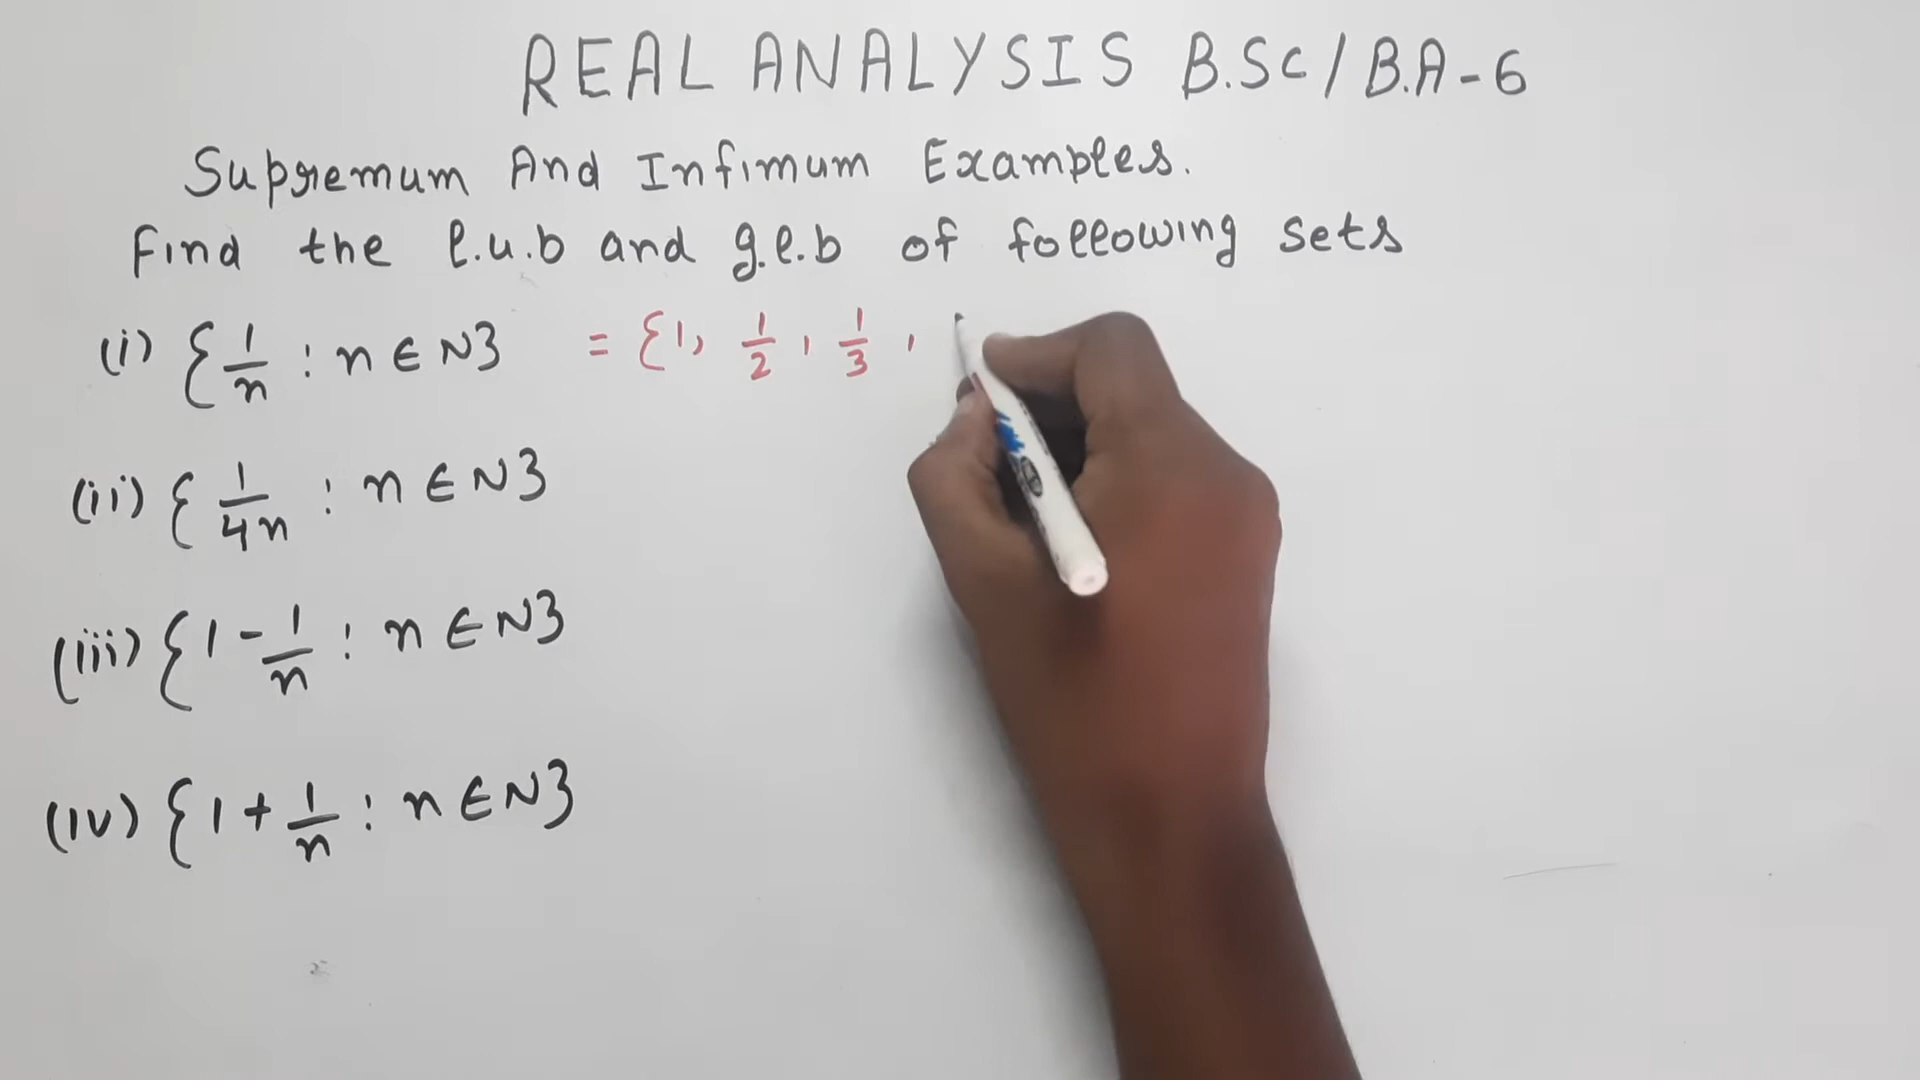 REAL ANALYSIS B.Sc/B.A-6
Supremum And Infimum Examples.
Find the l.u.b and g.l.b of following sets
(i) {1/n : n ∈ N} = {1, 1/2, 1/3,
(ii) {1/4n : n ∈ N}
(iii) {1 - 1/n : n ∈ N}
(iv) {1 + 1/n : n ∈ N}